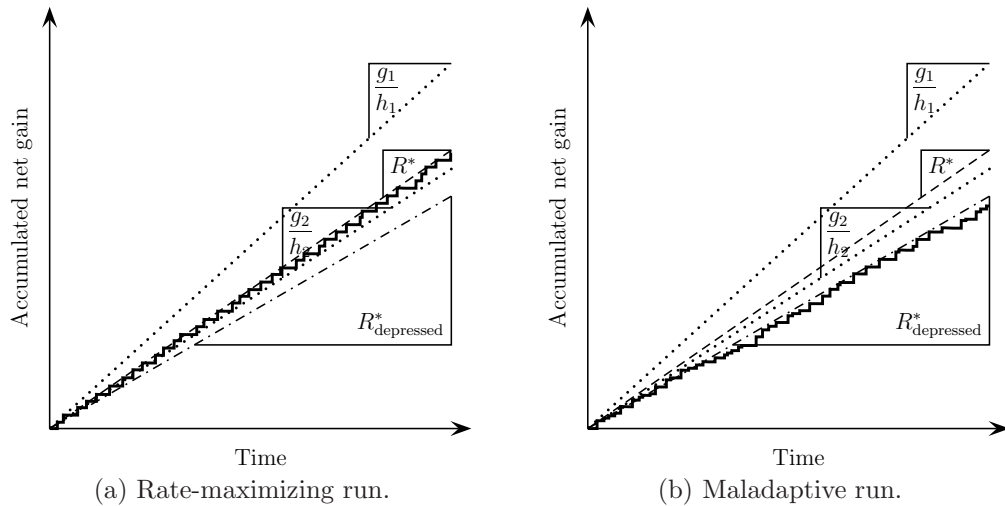 Accumulated net gain
g1
h1
R*
g2
h2
R*depressed
Time
(a) Rate-maximizing run.
Accumulated net gain
g1
h1
R*
g2
h2
R*depressed
Time
(b) Maladaptive run.